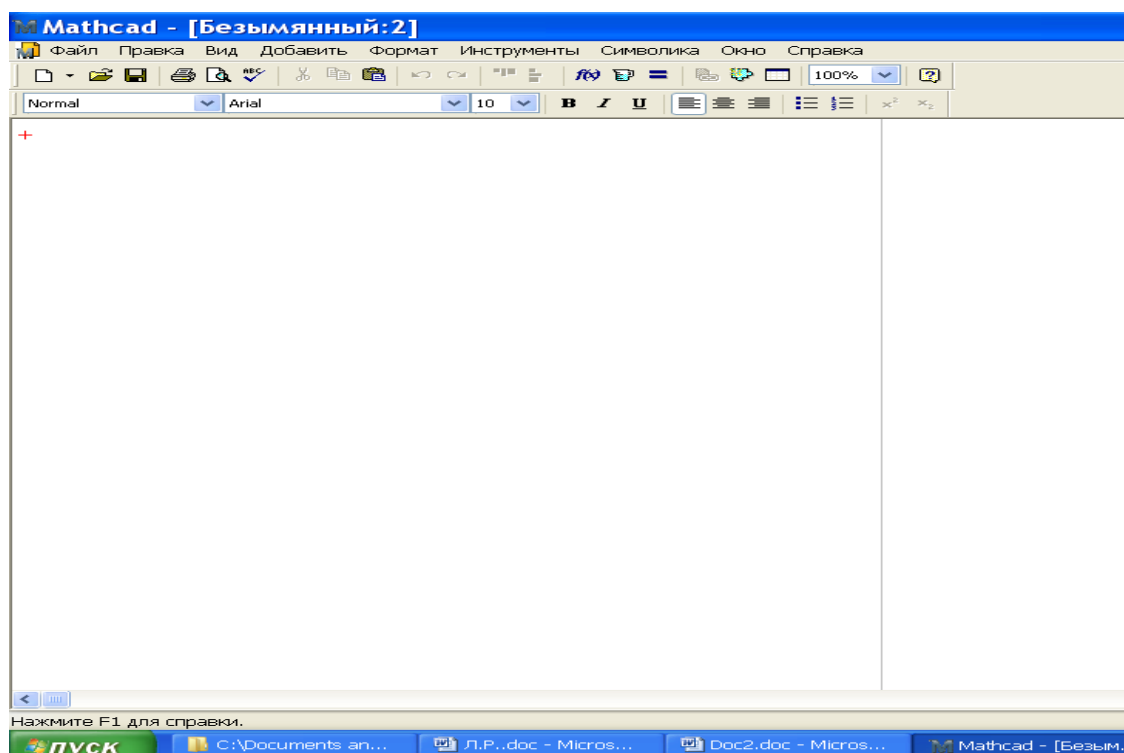 Mathcad - [Безымянный:2]
Файл Правка Вид Добавить Формат Инструменты Символика Окно Справка
100%
Normal Arial 10 B I U
Нажмите F1 для справки.
пуск C:\Documents an... Л.Р..doc - Micros... Doc2.doc - Micros... Mathcad - [Безым.